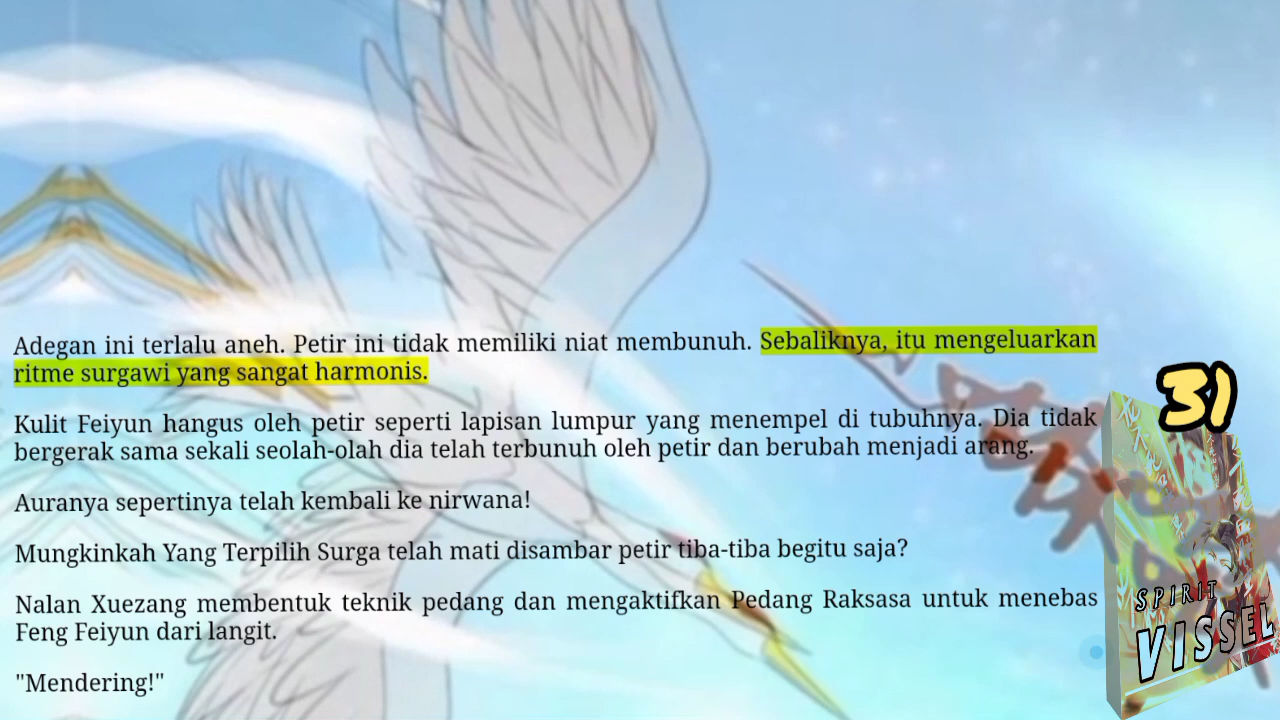 Adegan ini terlalu aneh. Petir ini tidak memiliki niat membunuh. Sebaliknya, itu mengeluarkan
ritme surgawi yang sangat harmonis.
Kulit Feiyun hangus oleh petir seperti lapisan lumpur yang menempel di tubuhnya. Dia tidak
bergerak sama sekali seolah-olah dia telah terbunuh oleh petir dan berubah menjadi arang.
Auranya sepertinya telah kembali ke nirwana!
Mungkinkah Yang Terpilih Surga telah mati disambar petir tiba-tiba begitu saja?
Nalan Xuezang membentuk teknik pedang dan mengaktifkan Pedang Raksasa untuk menebas
Feng Feiyun dari langit.
"Mendering!"
31
SPIRIT
VISSEL